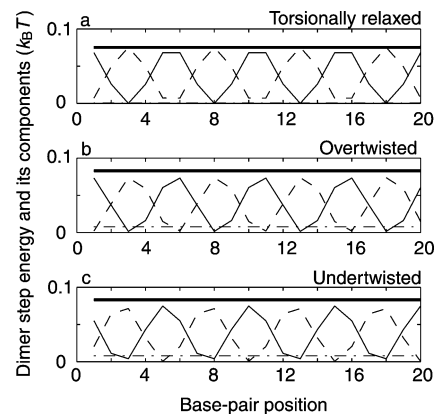 a Torsionally relaxed
0.1
0
0 4 8 12 16 20
b Overtwisted
0.1
0
0 4 8 12 16 20
c Undertwisted
0.1
0
0 4 8 12 16 20
Base-pair position
Dimer step energy and its components (kBT)